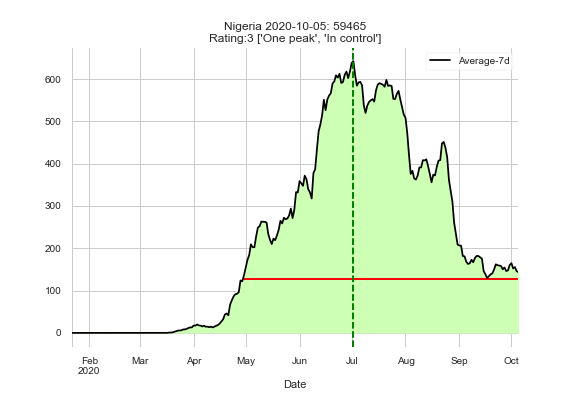 Nigeria 2020-10-05: 59465
Rating:3 ['One peak', 'In control']
Average-7d
600
500
400
300
200
100
0
Feb Mar Apr May Jun Jul Aug Sep Oct
2020
Date